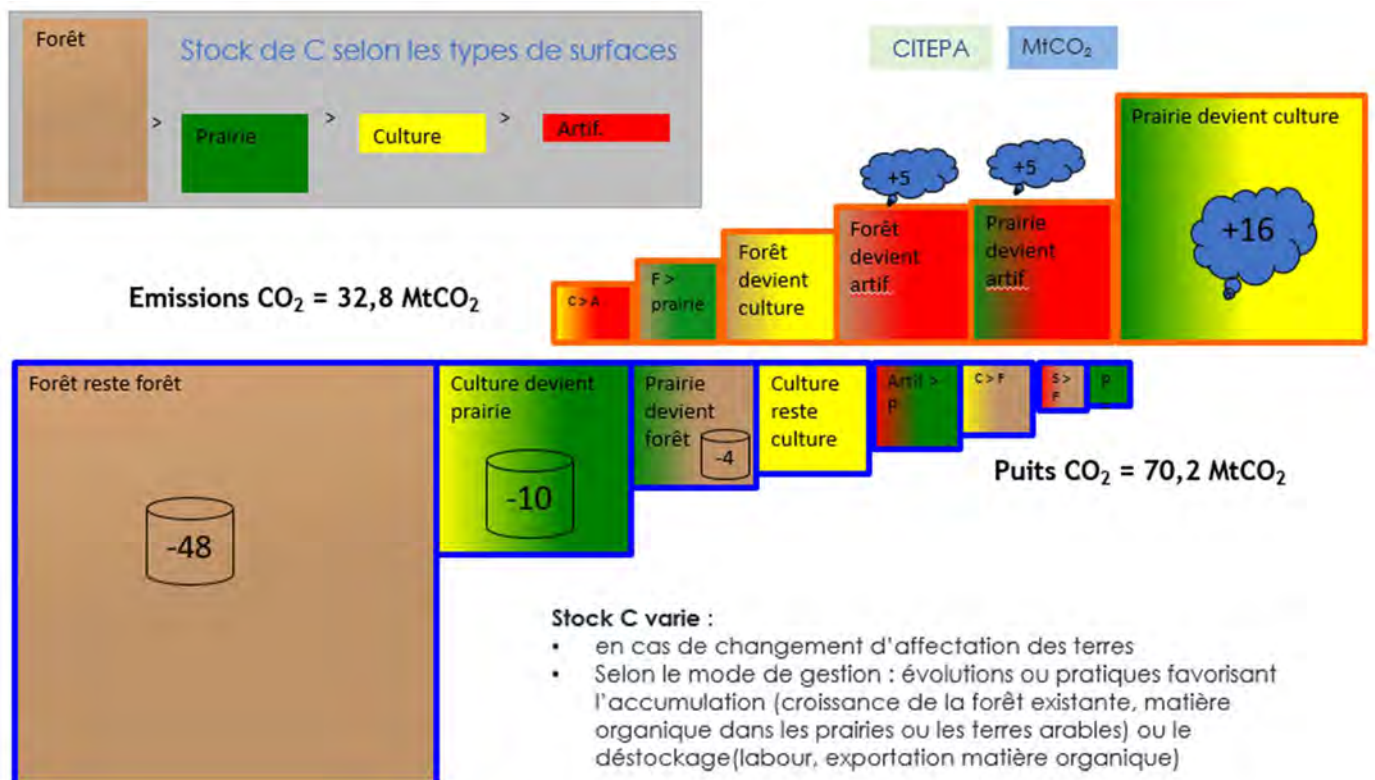 Forêt
Stock de C selon les types de surfaces
>
Prairie
>
Culture
>
Artif.
CITEPA
MtCO₂
Prairie devient culture
+16
+5
+5
Prairie
devient
artif
Forêt
devient
artif
Forêt
devient
culture
F >
prairie
C > A
Emissions CO₂ = 32,8 MtCO₂
Forêt reste forêt
-48
Culture devient
prairie
-10
Prairie
devient
forêt
-4
Culture
reste
culture
Artif >
P
C > F
S >
F
P
Puits CO₂ = 70,2 MtCO₂
Stock C varie :
• en cas de changement d'affectation des terres
• Selon le mode de gestion : évolutions ou pratiques favorisant
l'accumulation (croissance de la forêt existante, matière
organique dans les prairies ou les terres arables) ou le
déstockage(labour, exportation matière organique)